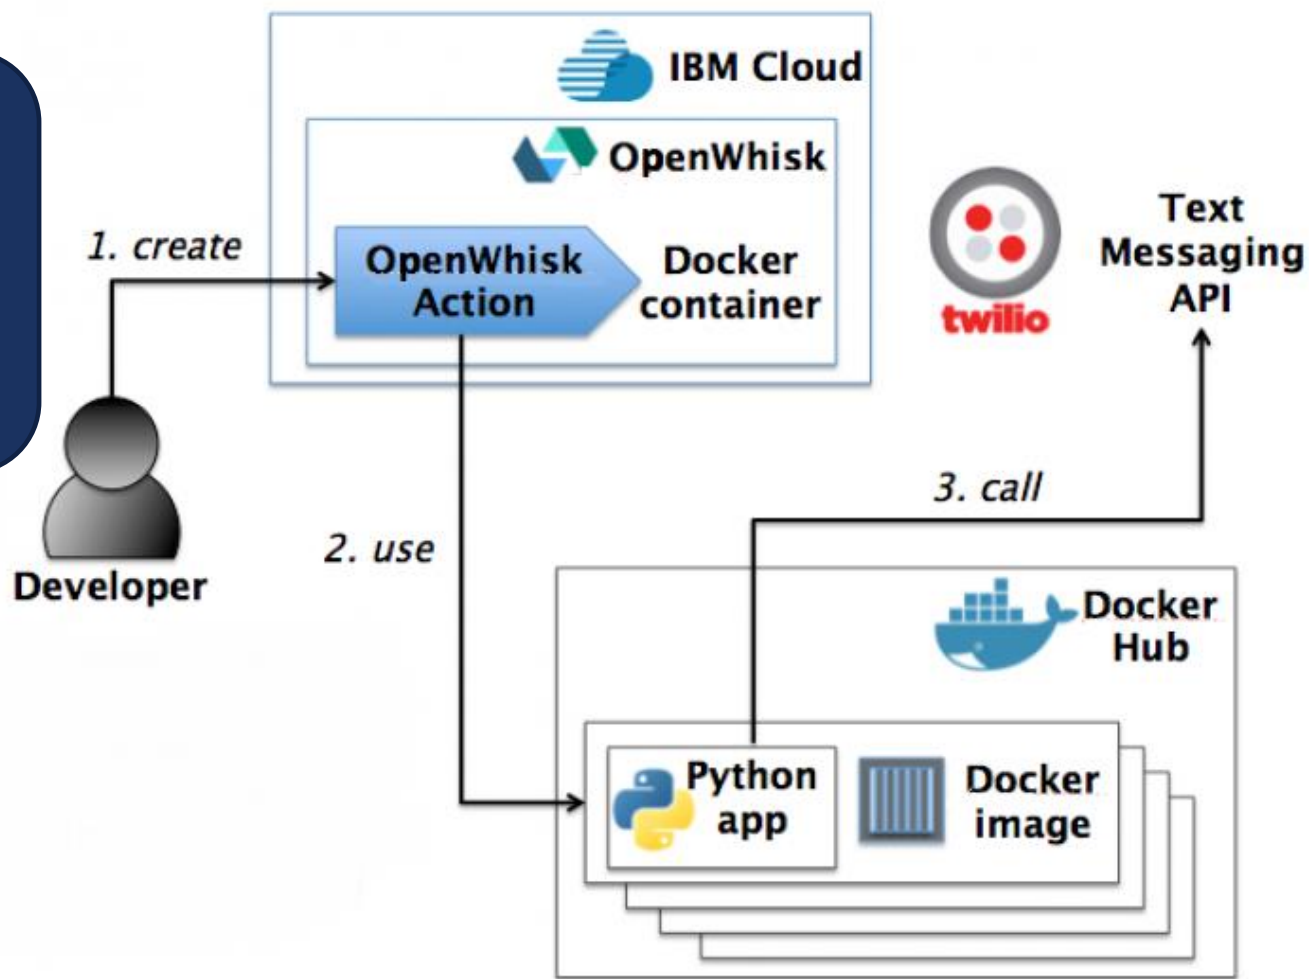 IBM Cloud
OpenWhisk
1. create
OpenWhisk
Action
Docker
container
twilio
Text
Messaging
API
Developer
2. use
3. call
Docker
Hub
Python
app
Docker
image